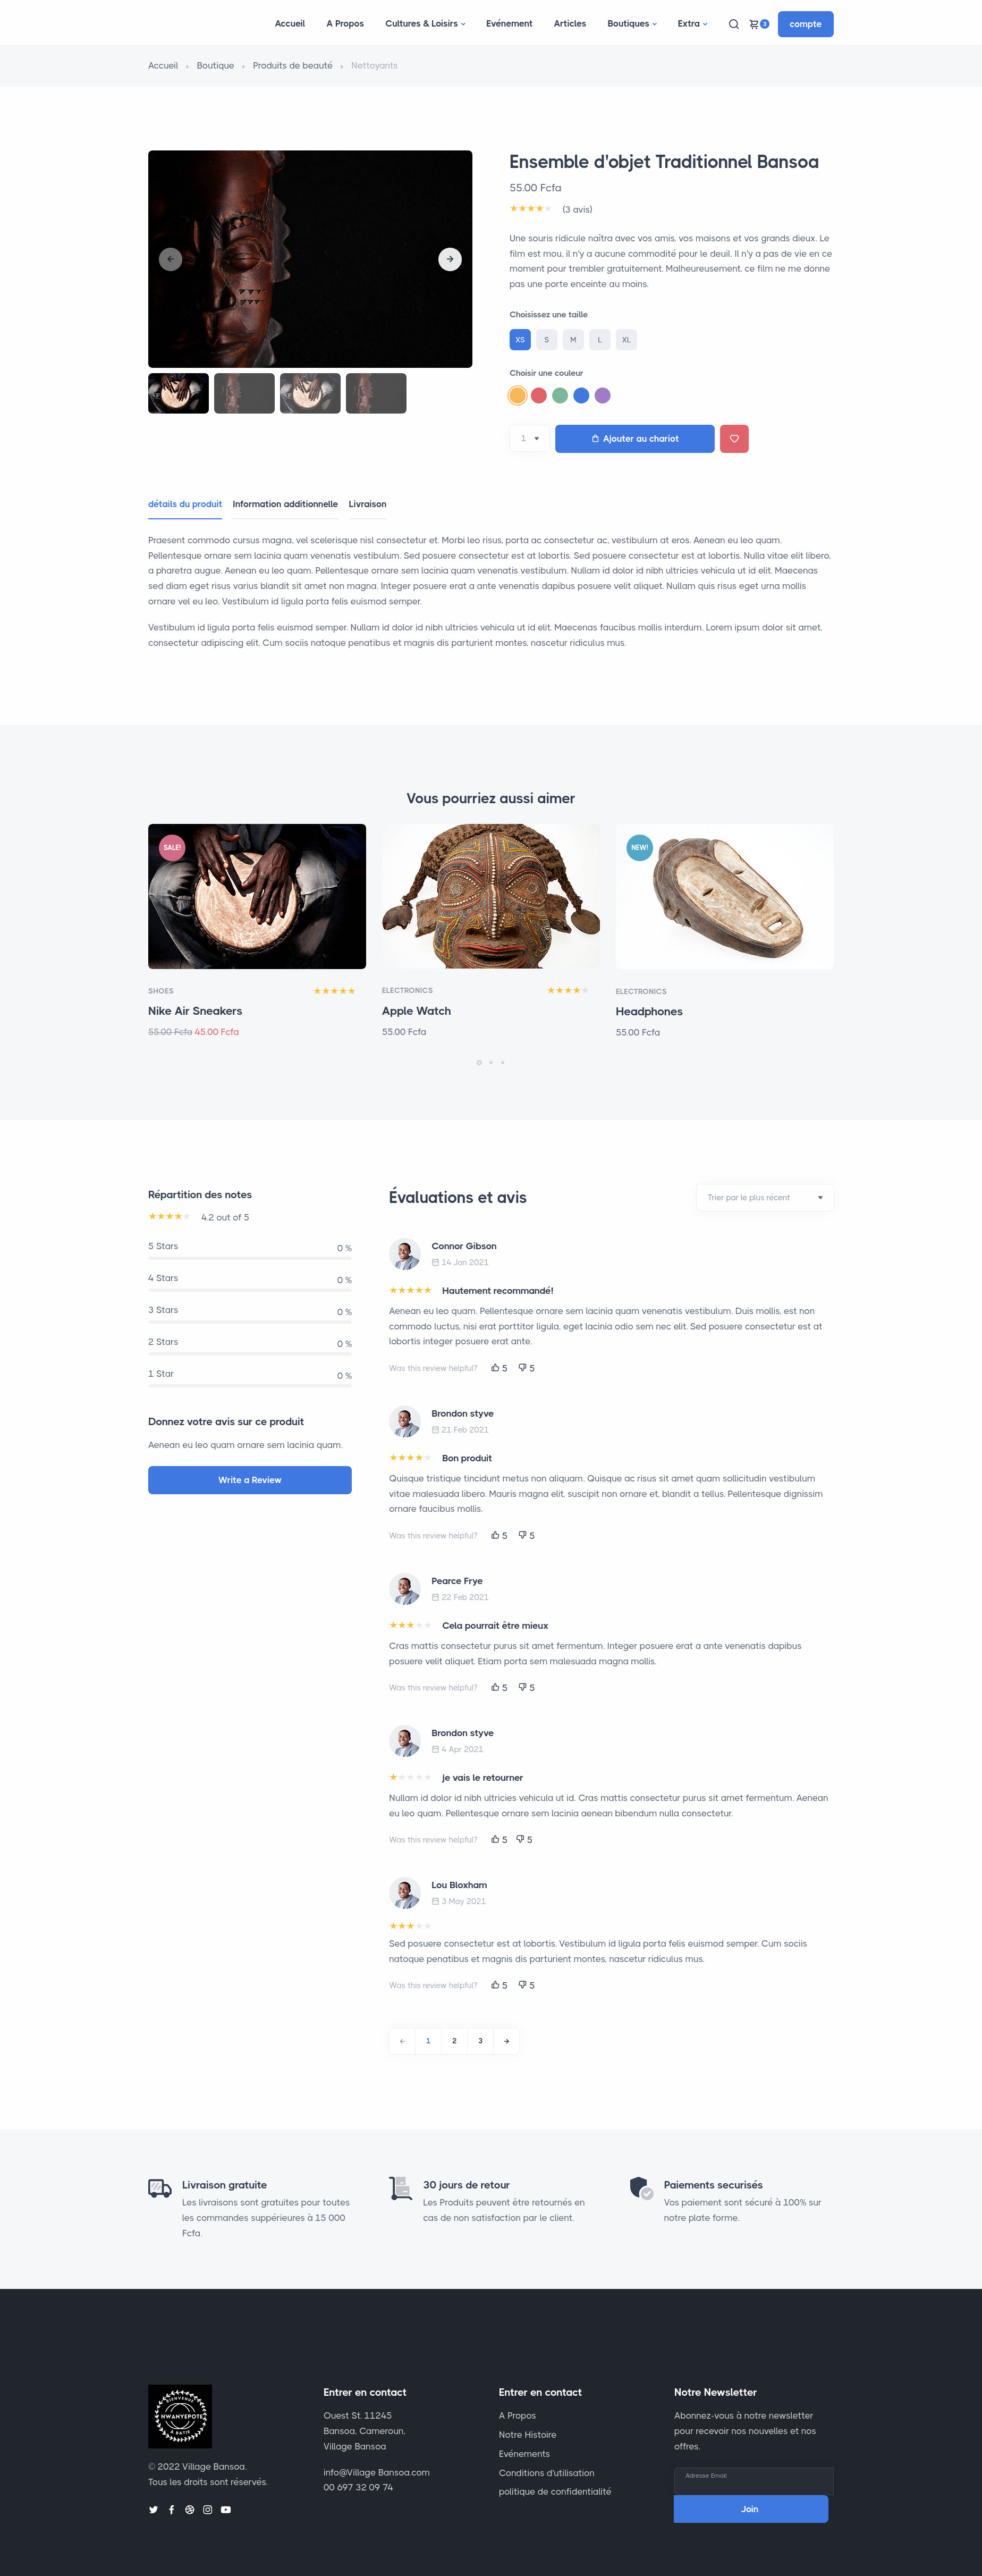 Accueil A Propos Cultures & Loisirs Evénement Articles Boutiques Extra 3 compte
Accueil Boutique Produits de beauté Nettoyants
Ensemble d'objet Traditionnel Bansoa
55.00 Fcfa
(3 avis)
Une souris ridicule naîtra avec vos amis, vos maisons et vos grands dieux. Le
film est mou, il n'y a aucune commodité pour le deuil. Il n'y a pas de vie en ce
moment pour trembler gratuitement. Malheureusement, ce film ne me donne
pas une porte enceinte au moins.
Choisissez une taille
XS S M L XL
Choisir une couleur
1 Ajouter au chariot
détails du produit Information additionnelle Livraison
Praesent commodo cursus magna, vel scelerisque nisl consectetur et. Morbi leo risus, porta ac consectetur ac, vestibulum at eros. Aenean eu leo quam.
Pellentesque ornare sem lacinia quam venenatis vestibulum. Sed posuere consectetur est at lobortis. Sed posuere consectetur est at lobortis. Nulla vitae elit libero,
a pharetra augue. Aenean eu leo quam. Pellentesque ornare sem lacinia quam venenatis vestibulum. Nullam id dolor id nibh ultricies vehicula ut id elit. Maecenas
sed diam eget risus varius blandit sit amet non magna. Integer posuere erat a ante venenatis dapibus posuere velit aliquet. Nullam quis risus eget urna mollis
ornare vel eu leo. Vestibulum id ligula porta felis euismod semper.
Vestibulum id ligula porta felis euismod semper. Nullam id dolor id nibh ultricies vehicula ut id elit. Maecenas faucibus mollis interdum. Lorem ipsum dolor sit amet,
consectetur adipiscing elit. Cum sociis natoque penatibus et magnis dis parturient montes, nascetur ridiculus mus.
Vous pourriez aussi aimer
SALE!
SHOES
Nike Air Sneakers
55.00 Fcfa 45.00 Fcfa
ELECTRONICS
Apple Watch
55.00 Fcfa
NEW!
ELECTRONICS
Headphones
55.00 Fcfa
Répartition des notes
4.2 out of 5
5 Stars 0 %
4 Stars 0 %
3 Stars 0 %
2 Stars 0 %
1 Star 0 %
Donnez votre avis sur ce produit
Aenean eu leo quam ornare sem lacinia quam.
Write a Review
Évaluations et avis
Trier par le plus récent
Connor Gibson
14 Jan 2021
Hautement recommandé!
Aenean eu leo quam. Pellentesque ornare sem lacinia quam venenatis vestibulum. Duis mollis, est non
commodo luctus, nisi erat porttitor ligula, eget lacinia odio sem nec elit. Sed posuere consectetur est at
lobortis integer posuere erat ante.
Was this review helpful? 5 5
Brondon styve
21 Feb 2021
Bon produit
Quisque tristique tincidunt metus non aliquam. Quisque ac risus sit amet quam sollicitudin vestibulum
vitae malesuada libero. Mauris magna elit, suscipit non ornare et, blandit a tellus. Pellentesque dignissim
ornare faucibus mollis.
Was this review helpful? 5 5
Pearce Frye
22 Feb 2021
Cela pourrait être mieux
Cras mattis consectetur purus sit amet fermentum. Integer posuere erat a ante venenatis dapibus
posuere velit aliquet. Etiam porta sem malesuada magna mollis.
Was this review helpful? 5 5
Brondon styve
4 Apr 2021
je vais le retourner
Nullam id dolor id nibh ultricies vehicula ut id. Cras mattis consectetur purus sit amet fermentum. Aenean
eu leo quam. Pellentesque ornare sem lacinia aenean bibendum nulla consectetur.
Was this review helpful? 5 5
Lou Bloxham
3 May 2021
Sed posuere consectetur est at lobortis. Vestibulum id ligula porta felis euismod semper. Cum sociis
natoque penatibus et magnis dis parturient montes, nascetur ridiculus mus.
Was this review helpful? 5 5
1 2 3
Livraison gratuite
Les livraisons sont gratuites pour toutes
les commandes suppérieures à 15 000
Fcfa.
30 jours de retour
Les Produits peuvent être retournés en
cas de non satisfaction par le client.
Paiements securisés
Vos paiement sont sécuré à 100% sur
notre plate forme.
BIENVENUE
NWANYEPOTE
A BATIE
© 2022 Village Bansoa.
Tous les droits sont réservés.
Entrer en contact
Ouest St. 11245
Bansoa, Cameroun,
Village Bansoa
info@Village Bansoa.com
00 697 32 09 74
Entrer en contact
A Propos
Notre Histoire
Evénements
Conditions d'utilisation
politique de confidentialité
Notre Newsletter
Abonnez-vous à notre newsletter
pour recevoir nos nouvelles et nos
offres.
Adresse Email
Join